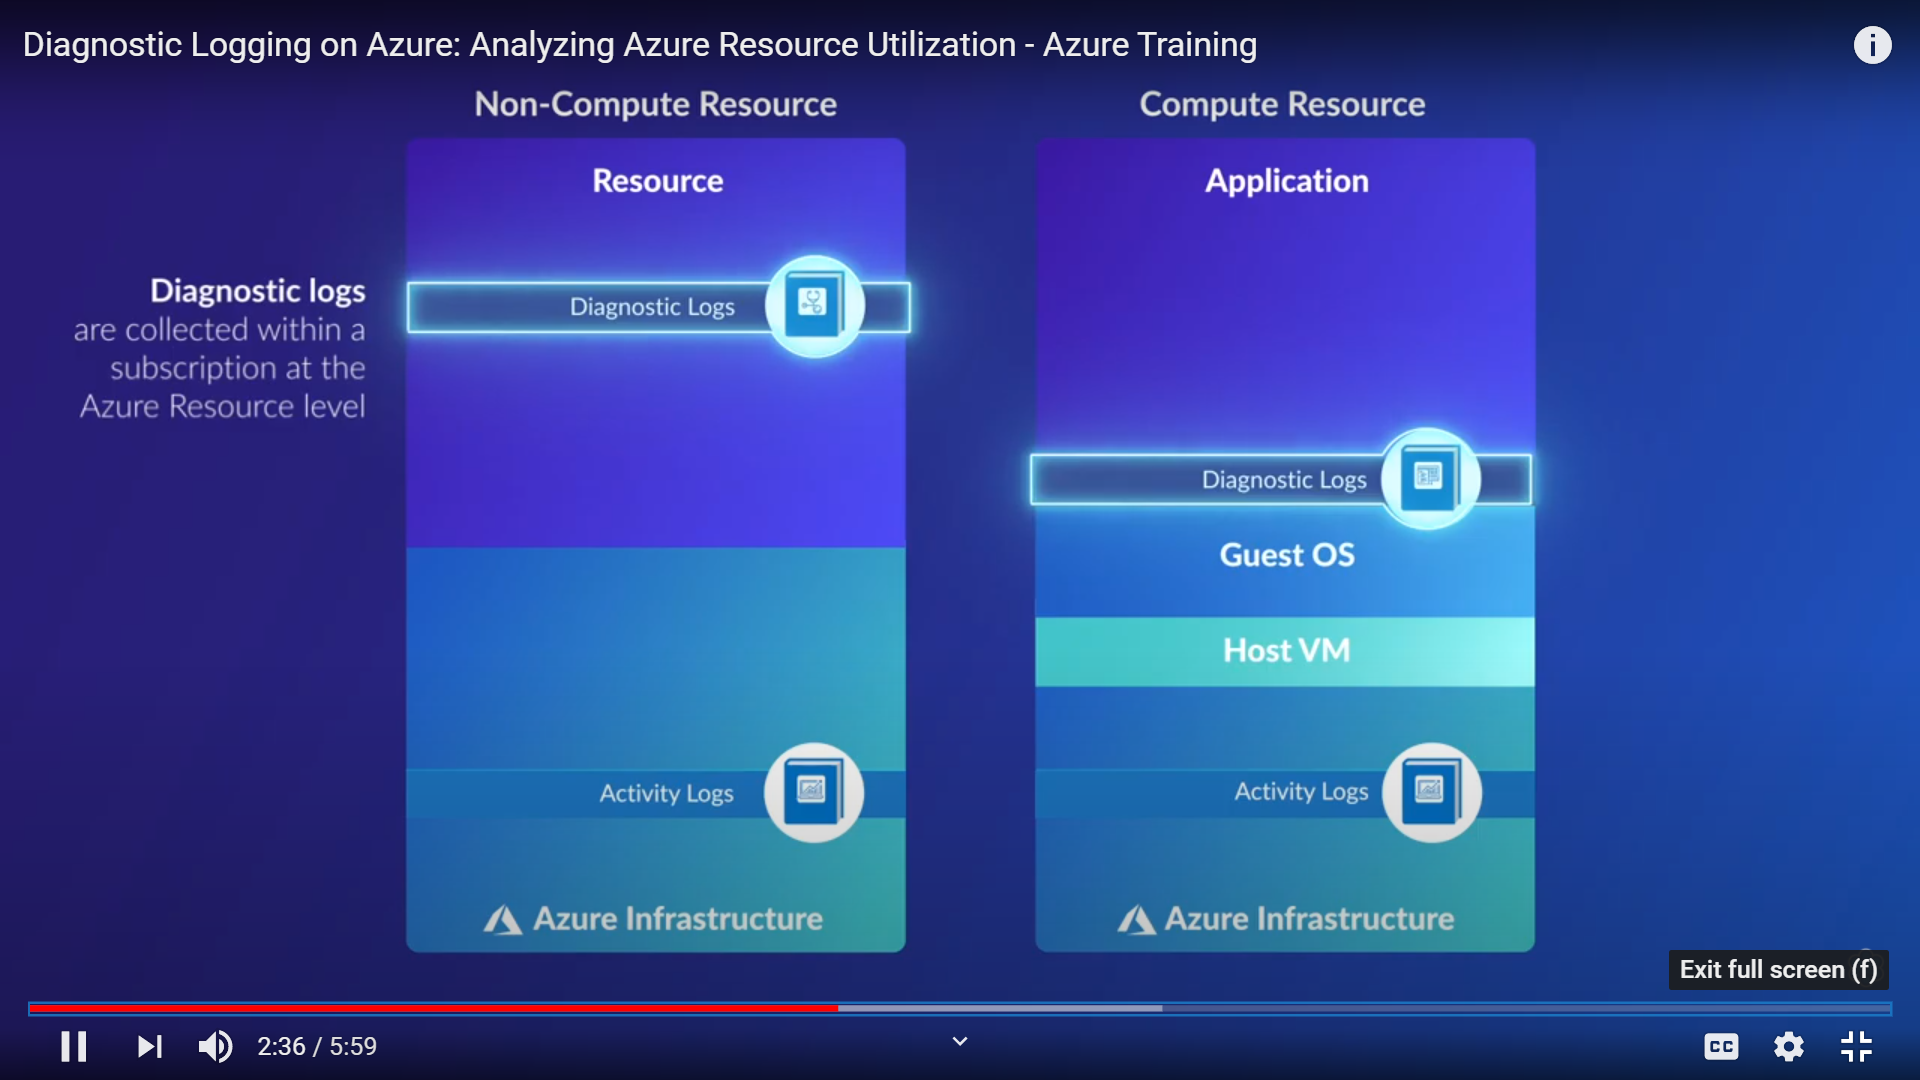 Diagnostic Logging on Azure: Analyzing Azure Resource Utilization - Azure Training
Non-Compute Resource
Resource
Diagnostic logs
are collected within a
subscription at the
Azure Resource level
Diagnostic Logs
Activity Logs
Azure Infrastructure
Compute Resource
Application
Diagnostic Logs
Guest OS
Host VM
Activity Logs
Azure Infrastructure
Exit full screen (f)
2:36 / 5:59
CC